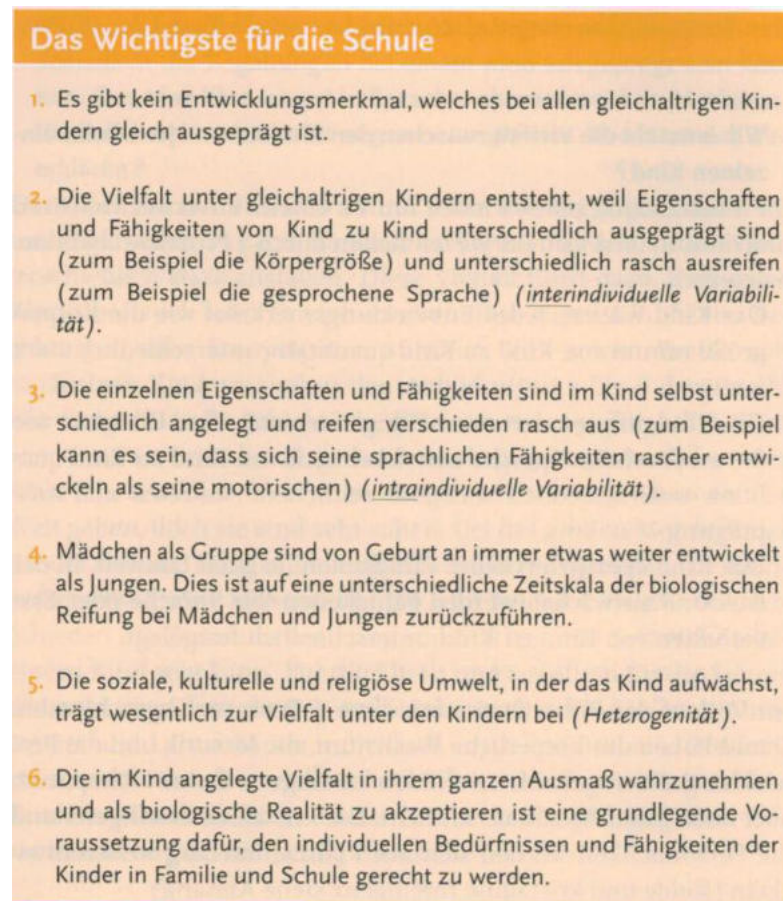 Das Wichtigste für die Schule
1. Es gibt kein Entwicklungsmerkmal, welches bei allen gleichaltrigen Kin-
dern gleich ausgeprägt ist.
2. Die Vielfalt unter gleichaltrigen Kindern entsteht, weil Eigenschaften
und Fähigkeiten von Kind zu Kind unterschiedlich ausgeprägt sind
(zum Beispiel die Körpergröße) und unterschiedlich rasch ausreifen
(zum Beispiel die gesprochene Sprache) (interindividuelle Variabili-
tät).
3. Die einzelnen Eigenschaften und Fähigkeiten sind im Kind selbst unter-
schiedlich angelegt und reifen verschieden rasch aus (zum Beispiel
kann es sein, dass sich seine sprachlichen Fähigkeiten rascher entwi-
ckeln als seine motorischen) (intraindividuelle Variabilität).
4. Mädchen als Gruppe sind von Geburt an immer etwas weiter entwickelt
als Jungen. Dies ist auf eine unterschiedliche Zeitskala der biologischen
Reifung bei Mädchen und Jungen zurückzuführen.
5. Die soziale, kulturelle und religiöse Umwelt, in der das Kind aufwächst,
trägt wesentlich zur Vielfalt unter den Kindern bei (Heterogenität).
6. Die im Kind angelegte Vielfalt in ihrem ganzen Ausmaß wahrzunehmen
und als biologische Realität zu akzeptieren ist eine grundlegende Vo-
raussetzung dafür, den individuellen Bedürfnissen und Fähigkeiten der
Kinder in Familie und Schule gerecht zu werden.